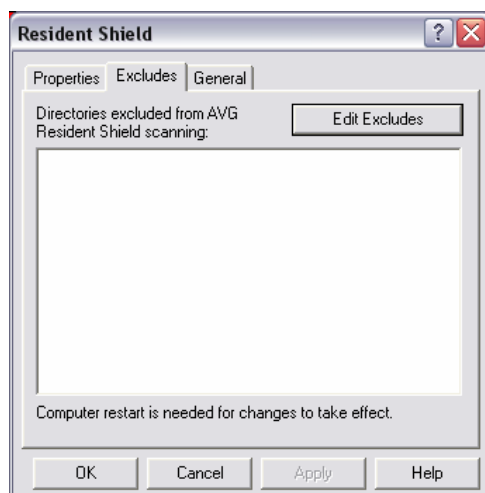 Resident Shield
Properties Excludes General
Directories excluded from AVG
Resident Shield scanning:
Edit Excludes
Computer restart is needed for changes to take effect.
OK Cancel Apply Help